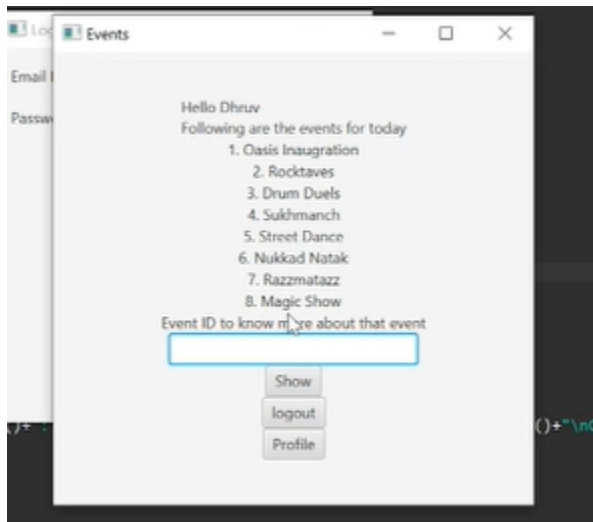 Log
Events
Email
Passw
Hello Dhruv
Following are the events for today
1. Oasis Inaugration
2. Rocktaves
3. Drum Duels
4. Sukhmanch
5. Street Dance
6. Nukkad Natak
7. Razzmatazz
8. Magic Show
Event ID to know more about that event
Show
logout
()+"\n
Profile